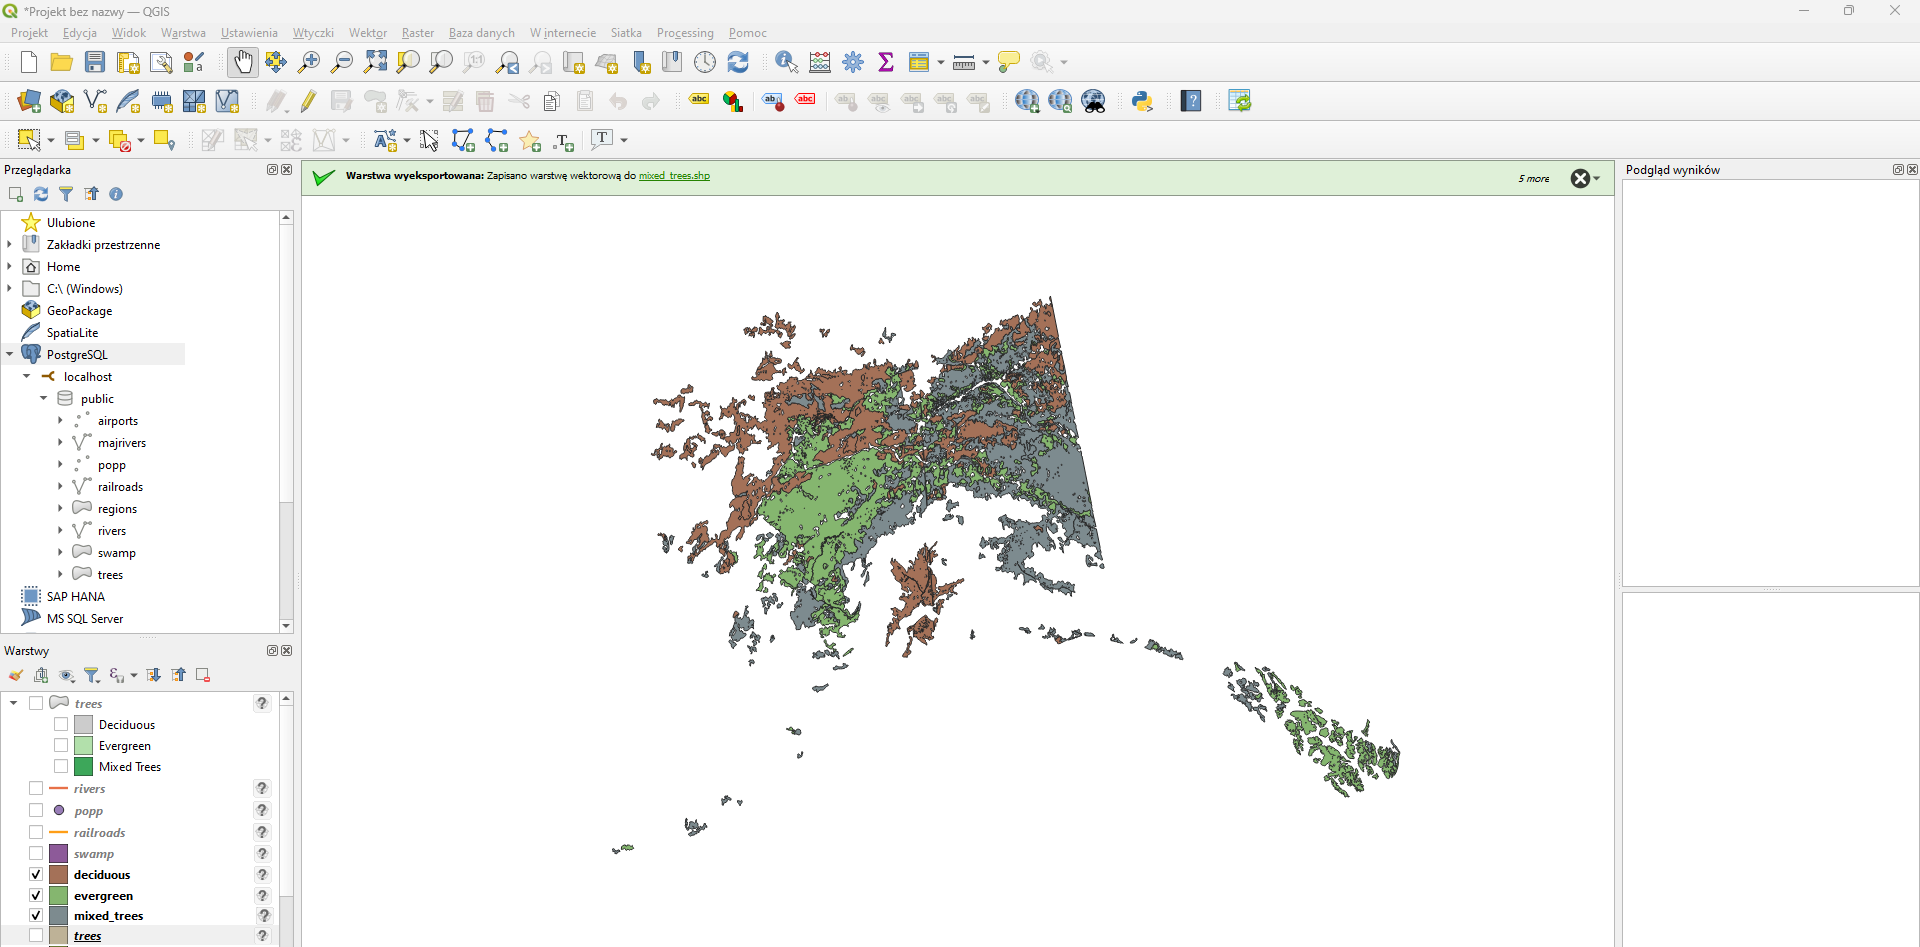 *Projekt bez nazwy — QGIS
Projekt Edycja Widok Warstwa Ustawienia Wtyczki Wektor Raster Baza danych W internecie Siatka Processing Pomoc
Przeglądarka
Warstwa wyeksportowana: Zapisano warstwę wektorową do mixed_trees.shp
5 more
Podgląd wyników
Ulubione
Zakładki przestrzenne
Home
C:\ (Windows)
GeoPackage
SpatiaLite
PostgreSQL
localhost
public
airports
majrivers
popp
railroads
regions
rivers
swamp
trees
SAP HANA
MS SQL Server
Warstwy
trees
Deciduous
Evergreen
Mixed Trees
rivers
popp
railroads
swamp
deciduous
evergreen
mixed_trees
trees